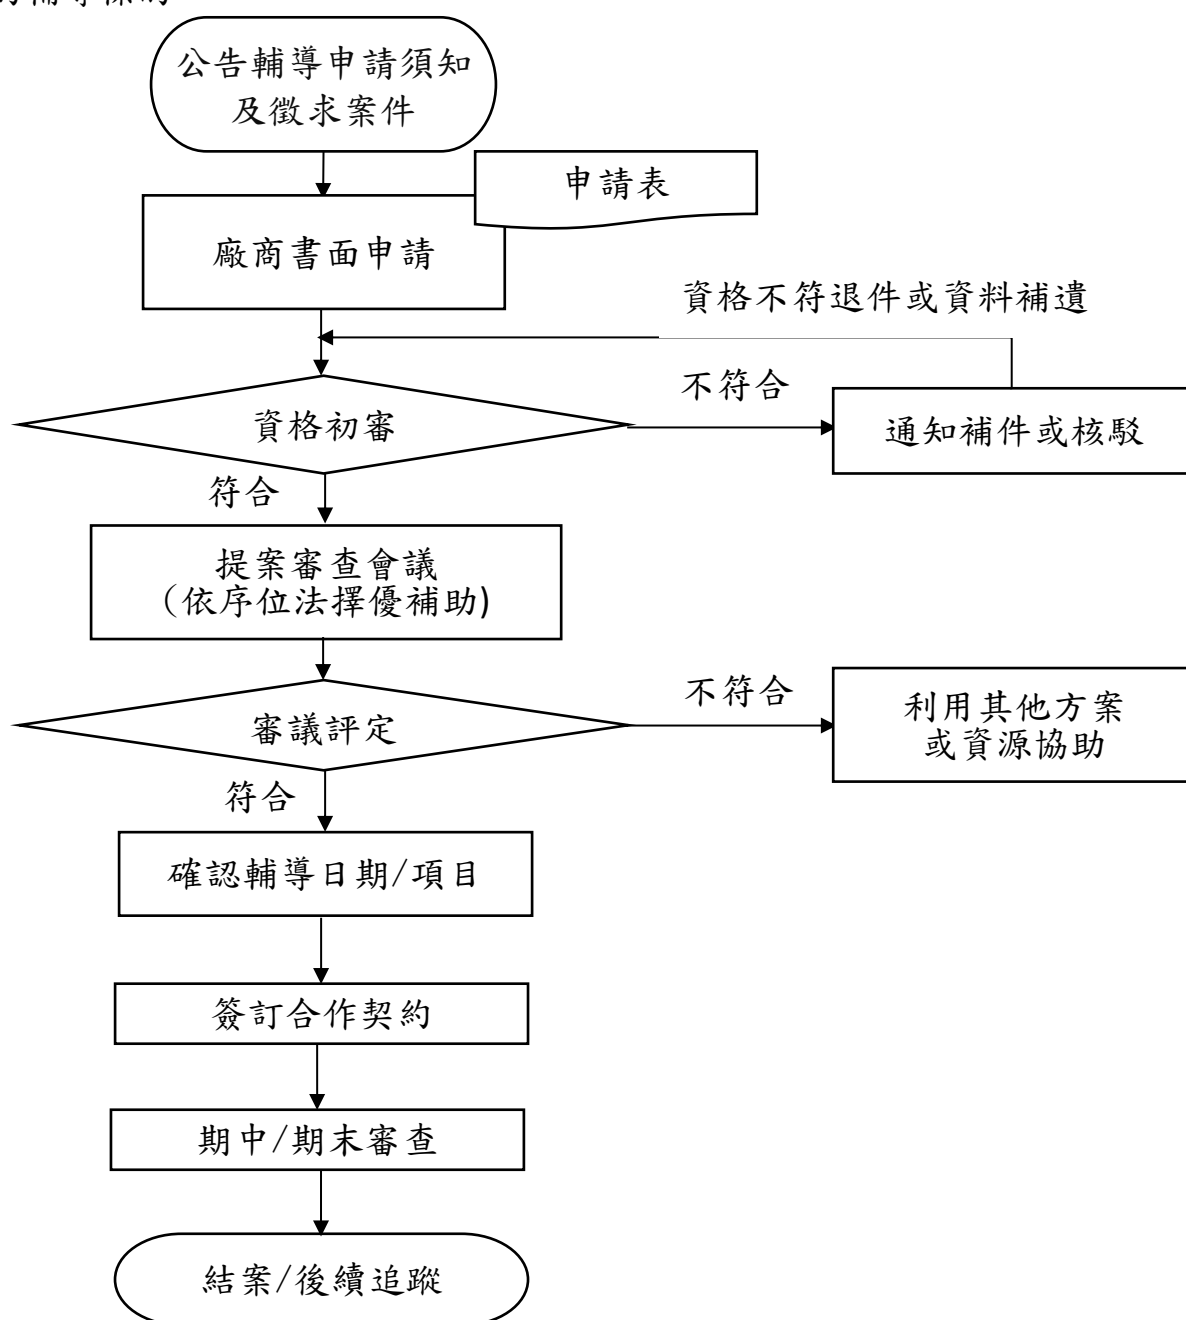 公告輔導申請須知
及徵求案件
申請表
廠商書面申請
資格不符退件或資料補遺
不符合
資格初審
通知補件或核駁
符合
提案審查會議
（依序位法擇優補助)
不符合
審議評定
利用其他方案
或資源協助
符合
確認輔導日期/項目
簽訂合作契約
期中/期末審查
結案/後續追蹤